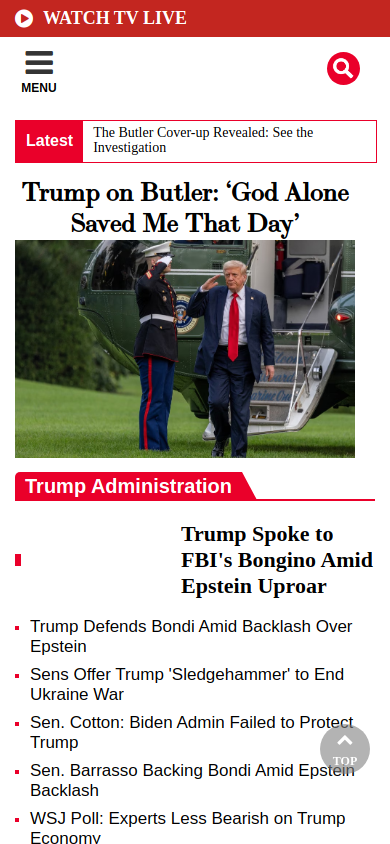 WATCH TV LIVE
MENU
Latest
The Butler Cover-up Revealed: See the
Investigation
Trump on Butler: ‘God Alone
Saved Me That Day’
Trump Administration
Trump Spoke to
FBI's Bongino Amid
Epstein Uproar
Trump Defends Bondi Amid Backlash Over
Epstein
Sens Offer Trump 'Sledgehammer' to End
Ukraine War
Sen. Cotton: Biden Admin Failed to Protect
Trump
Sen. Barrasso Backing Bondi Amid Epstein
Backlash
TOP
WSJ Poll: Experts Less Bearish on Trump
Economy